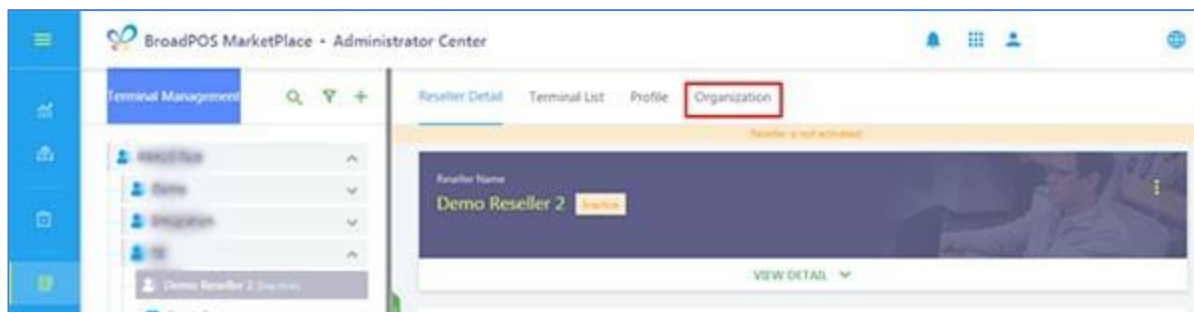 BroadPOS MarketPlace • Administrator Center
Terminal Management
Reseller Detail Terminal List Profile Organization
Reseller is not activated
Reseller Name
Demo Reseller 2 Inactive
VIEW DETAIL
Demo Reseller 2 (Inactive)